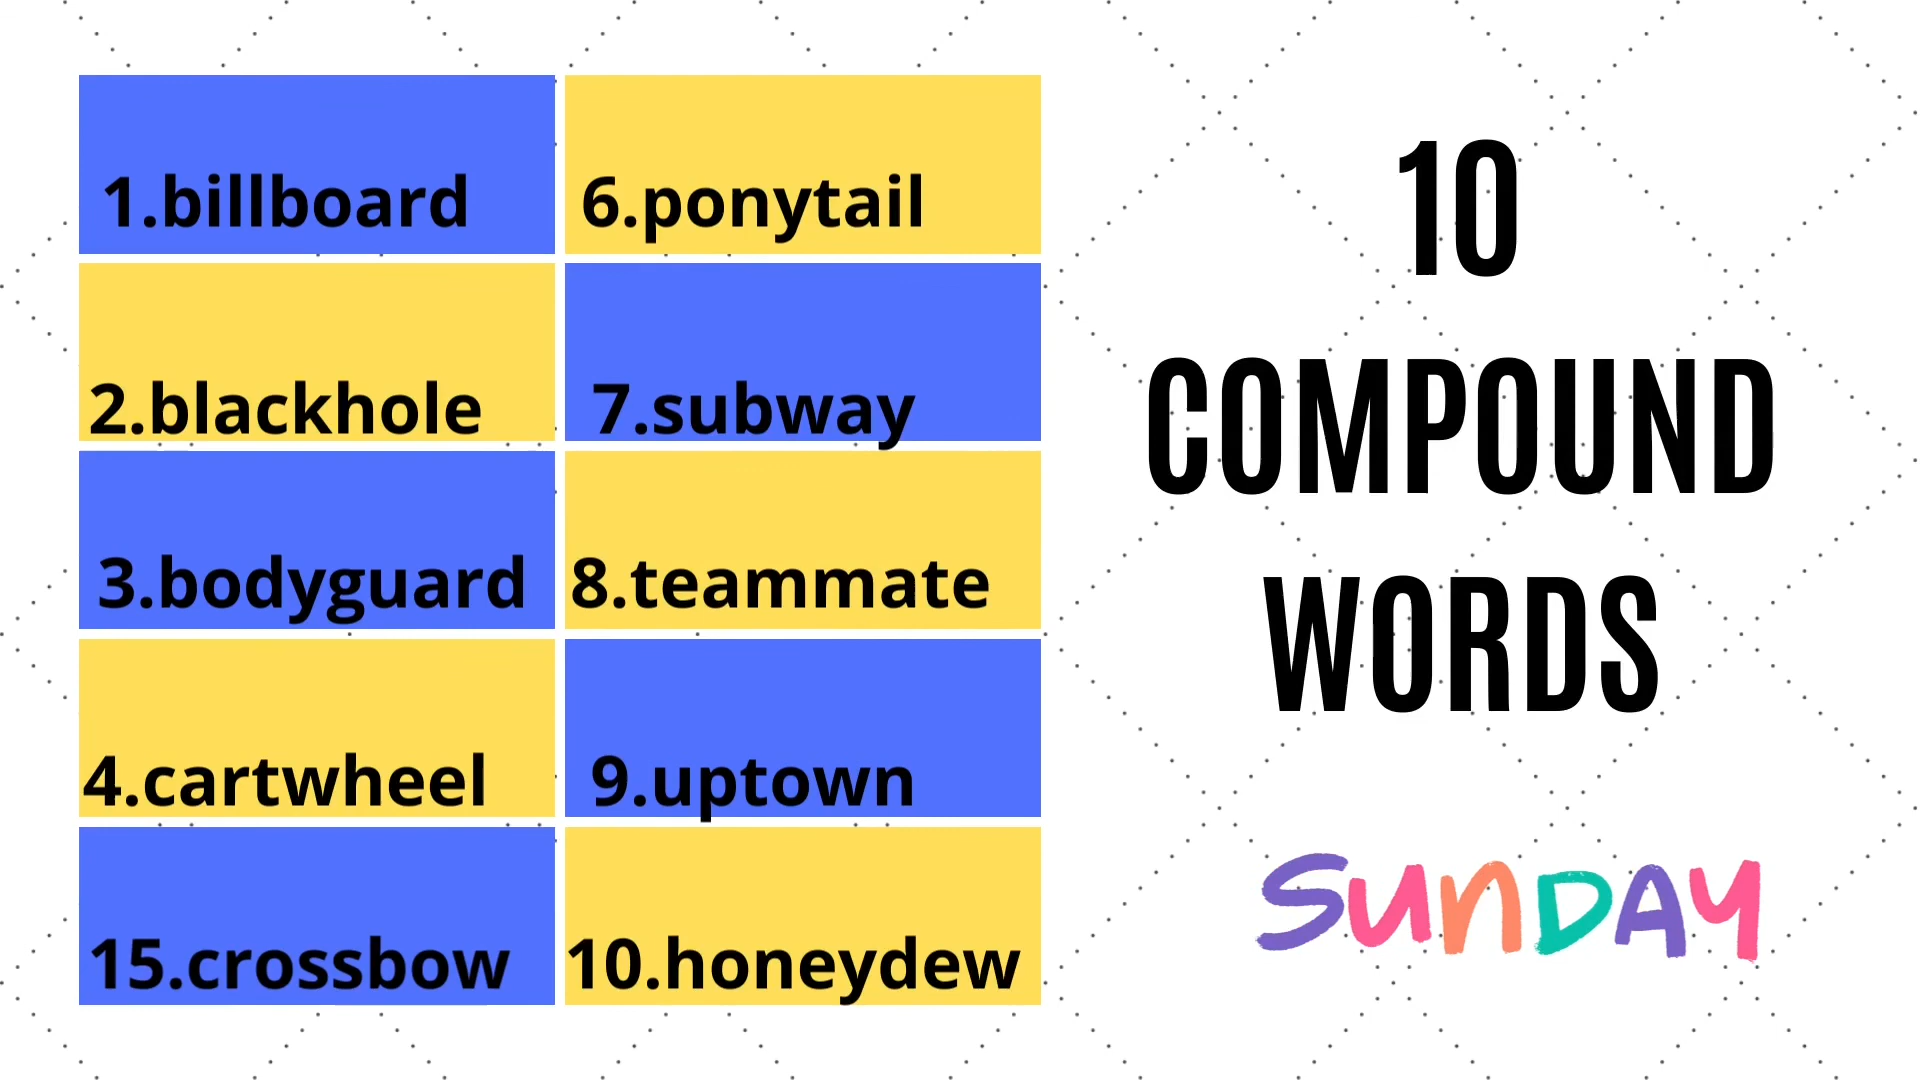 1.billboard
2.blackhole
3.bodyguard
4.cartwheel
15.crossbow
6.ponytail
7.subway
8.teammate
9.uptown
10.honeydew
10
COMPOUND
WORDS
SUNDAY